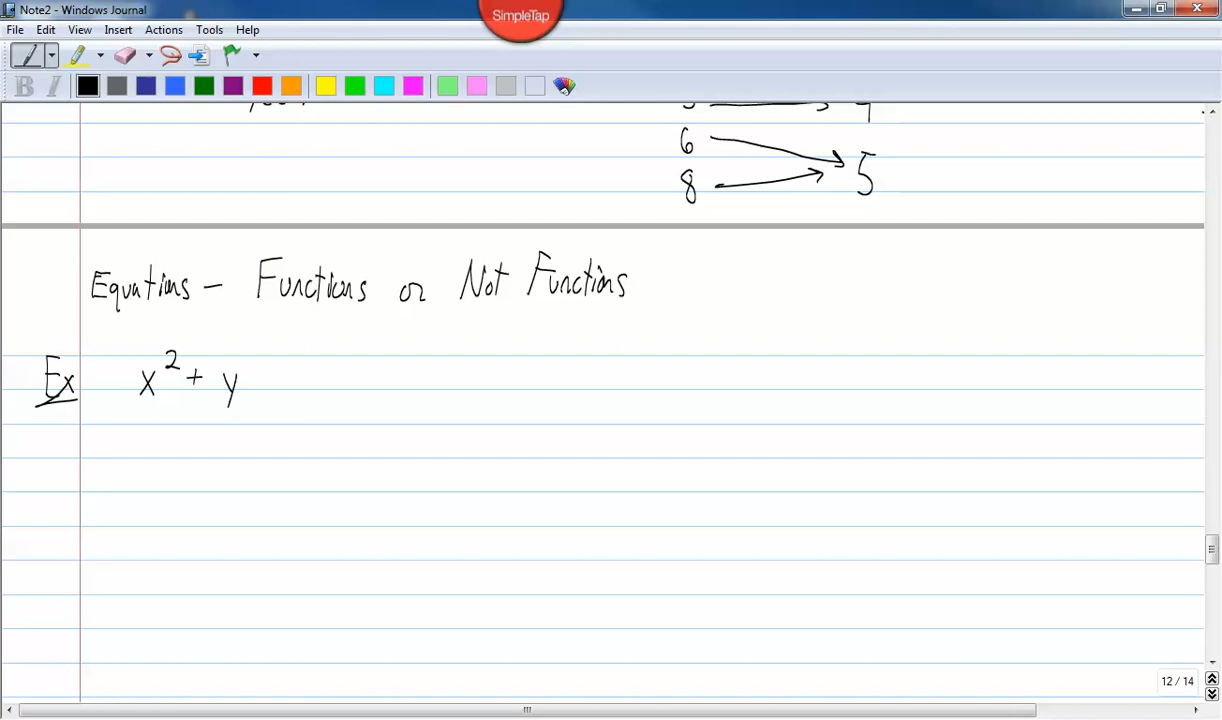 Note2 - Windows Journal
SimpleTap
File Edit View Insert Actions Tools Help
B I
6
8 5
Equations - Functions or Not Functions
Ex x² + y
12 / 14